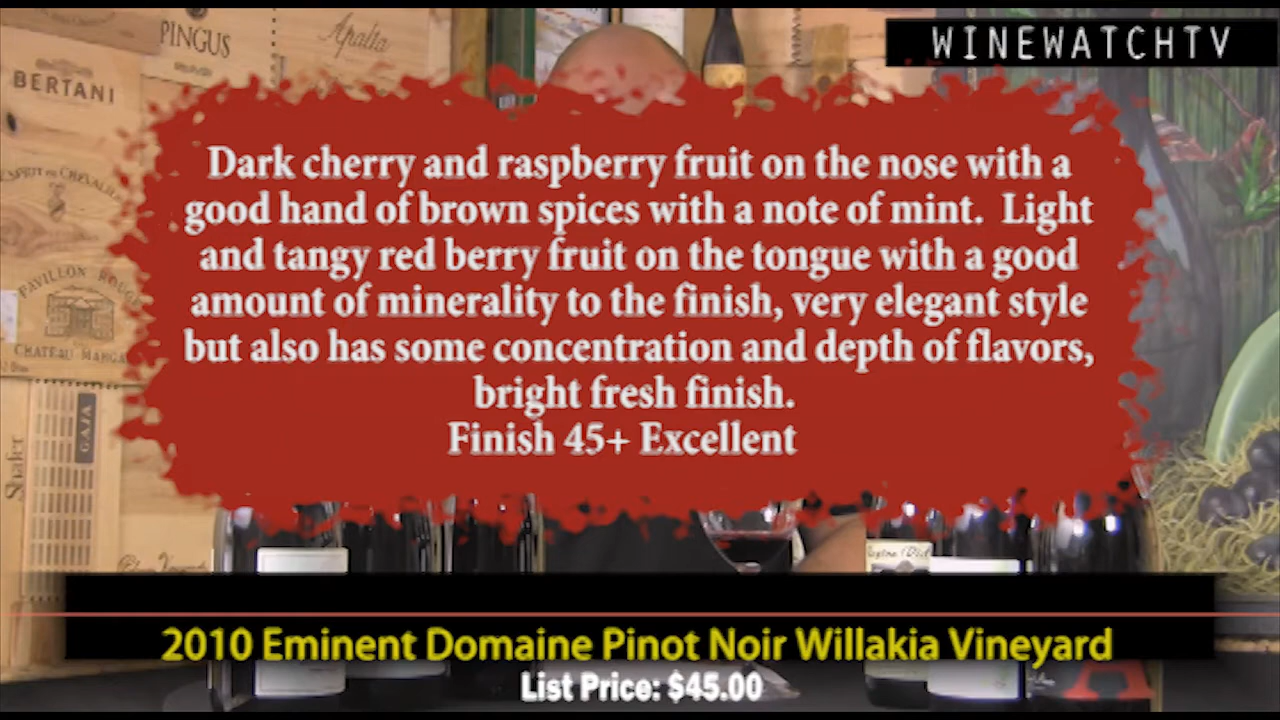 WINEWATCHTV
PINGUS
Apalta
BERTANI
Dark cherry and raspberry fruit on the nose with a
good hand of brown spices with a note of mint. Light
and tangy red berry fruit on the tongue with a good
amount of minerality to the finish, very elegant style
but also has some concentration and depth of flavors,
bright fresh finish.
Finish 45+ Excellent
PAVILLON ROUGE
CHATEAU MARGA
GAJA
Shafer
2010 Eminent Domaine Pinot Noir Willakia Vineyard
List Price: $45.00